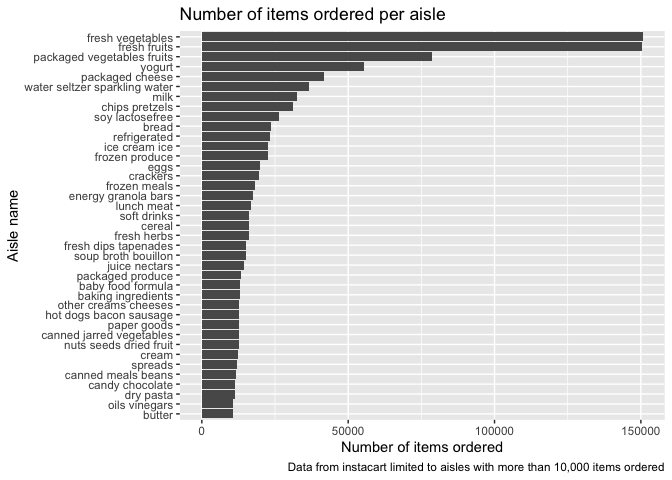 Number of items ordered per aisle
fresh vegetables
fresh fruits
packaged vegetables fruits
yogurt
packaged cheese
water seltzer sparkling water
milk
chips pretzels
soy lactosefree
bread
refrigerated
ice cream ice
frozen produce
eggs
crackers
frozen meals
energy granola bars
lunch meat
soft drinks
cereal
fresh herbs
fresh dips tapenades
soup broth bouillon
juice nectars
packaged produce
baby food formula
baking ingredients
other creams cheeses
hot dogs bacon sausage
paper goods
canned jarred vegetables
nuts seeds dried fruit
cream
spreads
canned meals beans
candy chocolate
dry pasta
oils vinegars
butter
Aisle name
0 50000 100000 150000
Number of items ordered
Data from instacart limited to aisles with more than 10,000 items ordered